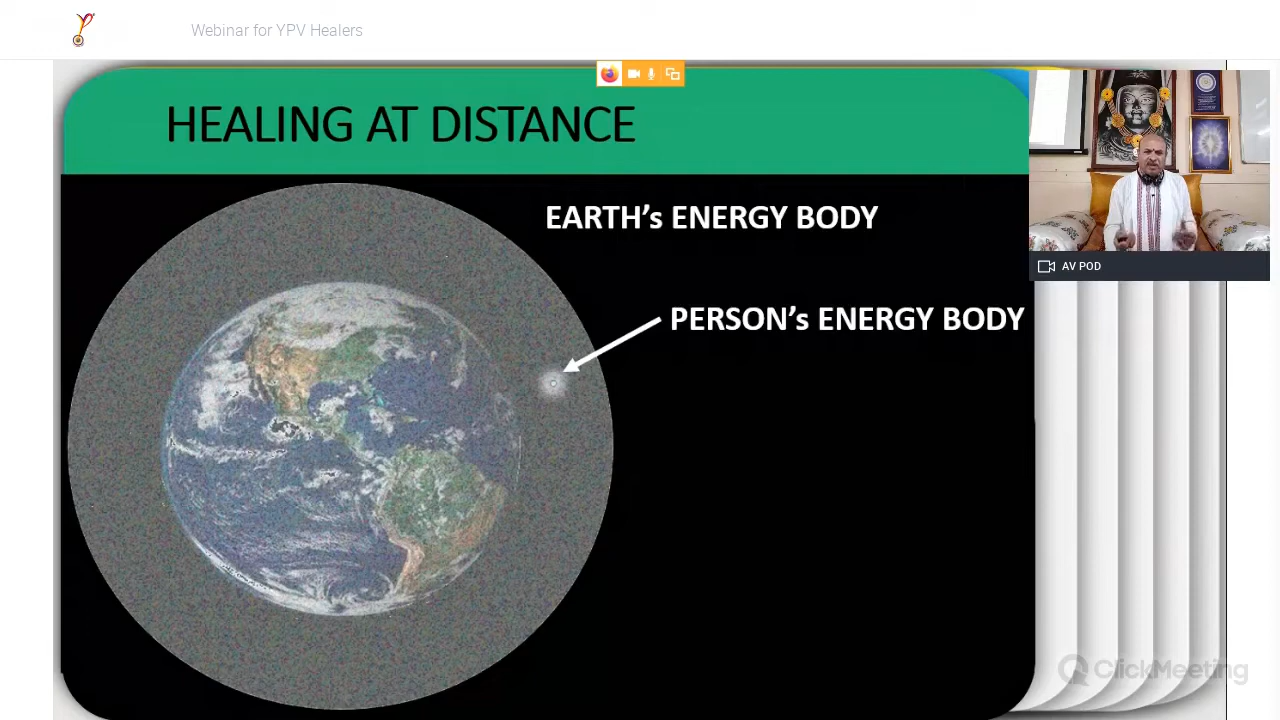 Webinar for YPV Healers
HEALING AT DISTANCE
EARTH's ENERGY BODY
PERSON's ENERGY BODY
AV POD
ClickMeeting